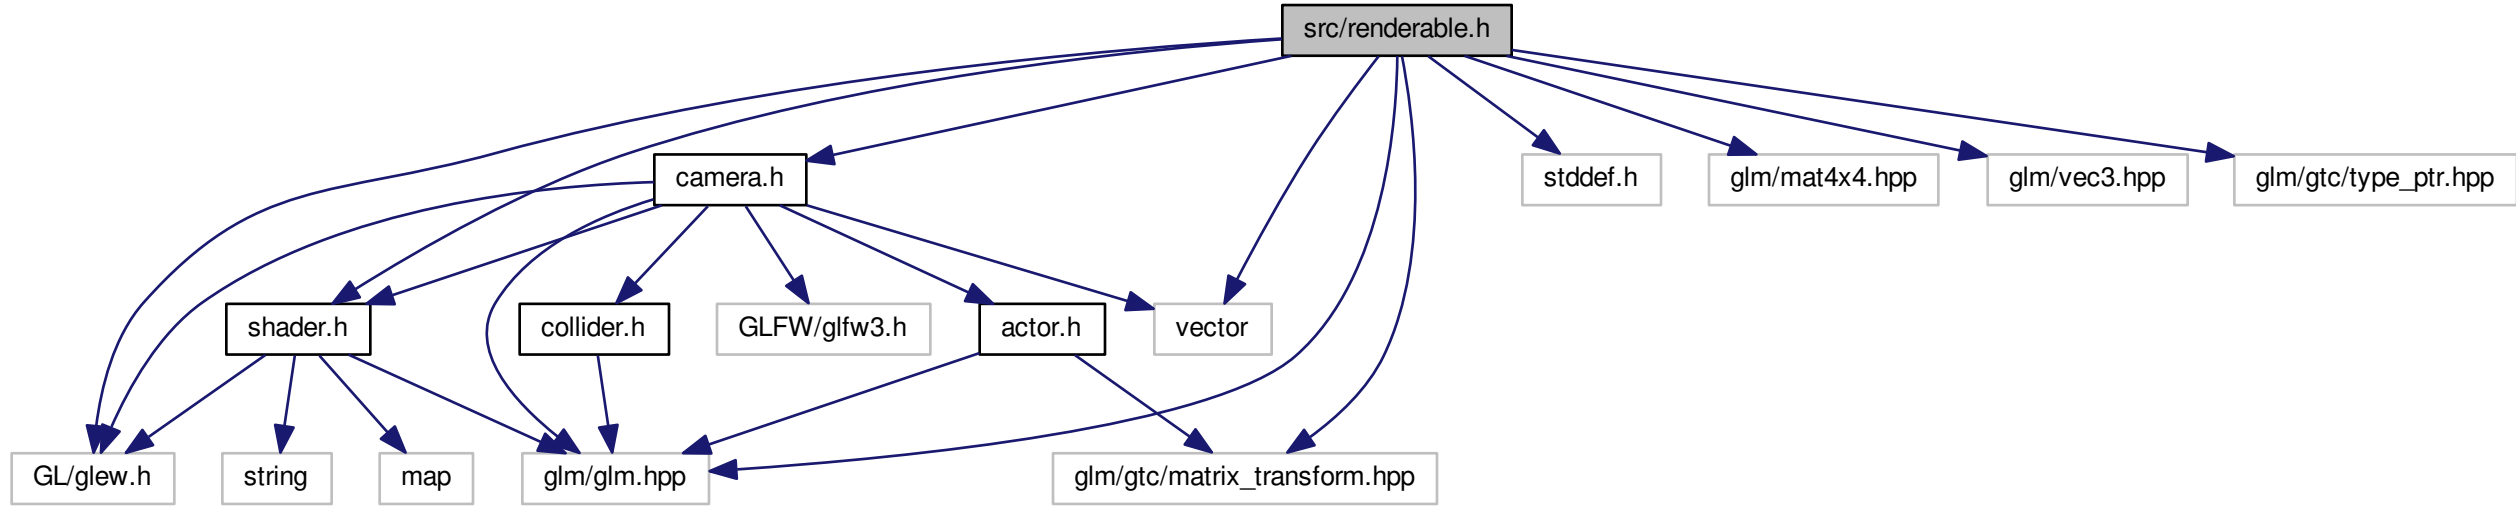 src/renderable.h
camera.h
stddef.h
glm/mat4x4.hpp
glm/vec3.hpp
glm/gtc/type_ptr.hpp
shader.h
collider.h
GLFW/glfw3.h
actor.h
vector
GL/glew.h
string
map
glm/glm.hpp
glm/gtc/matrix_transform.hpp